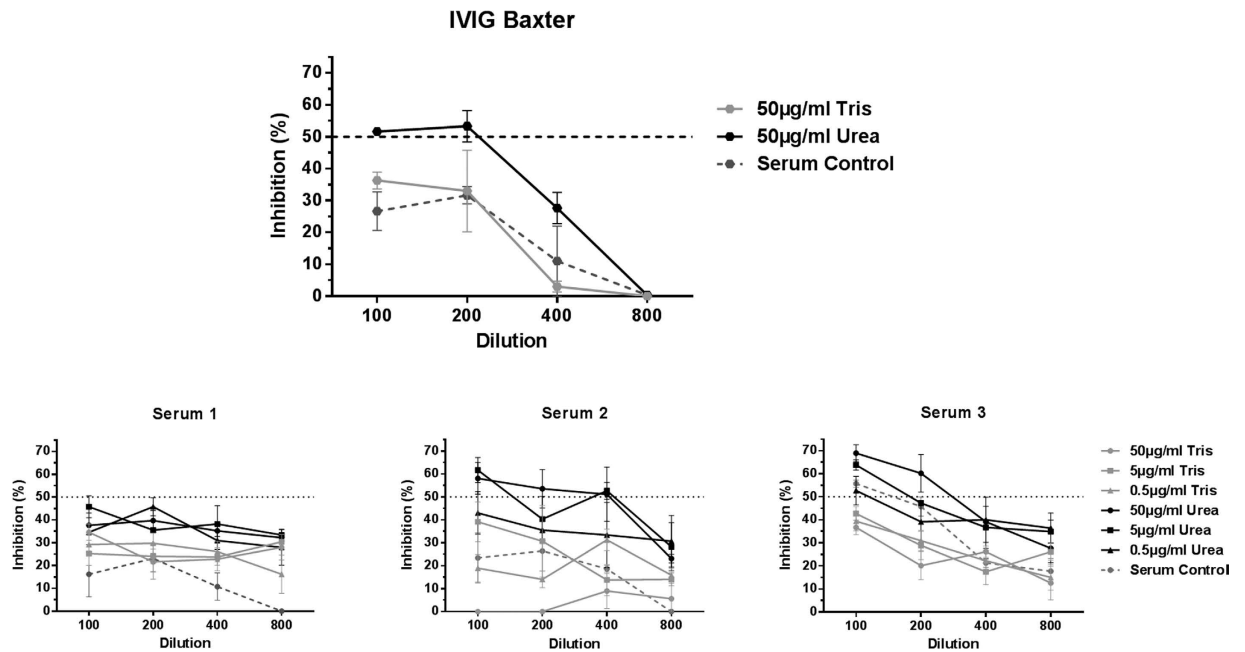 IVIG Baxter
70
60
50
40
30
20
10
0
Inhibition (%)
100 200 400 800
Dilution
50µg/ml Tris
50µg/ml Urea
Serum Control
Serum 1
70
60
50
40
30
20
10
0
Inhibition (%)
100 200 400 800
Dilution
Serum 2
70
60
50
40
30
20
10
0
Inhibition (%)
100 200 400 800
Dilution
Serum 3
70
60
50
40
30
20
10
0
Inhibition (%)
100 200 400 800
Dilution
50µg/ml Tris
5µg/ml Tris
0.5µg/ml Tris
50µg/ml Urea
5µg/ml Urea
0.5µg/ml Urea
Serum Control